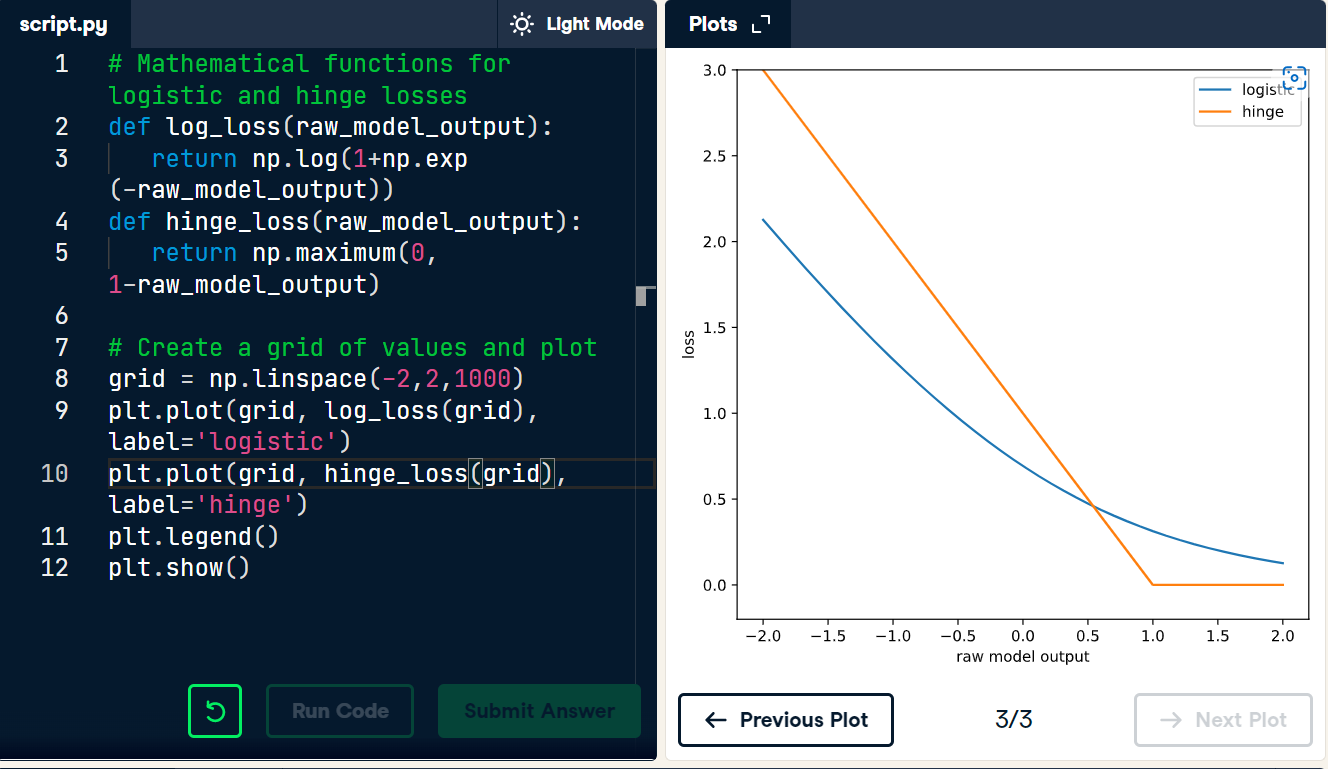 script.py
Light Mode
1 # Mathematical functions for
logistic and hinge losses
2 def log_loss(raw_model_output):
3 return np.log(1+np.exp
(-raw_model_output))
4 def hinge_loss(raw_model_output):
5 return np.maximum(0,
1-raw_model_output)
6
7 # Create a grid of values and plot
8 grid = np.linspace(-2,2,1000)
9 plt.plot(grid, log_loss(grid),
label='logistic')
10 plt.plot(grid, hinge_loss(grid),
label='hinge')
11 plt.legend()
12 plt.show()
Run Code
Submit Answer
Plots
3.0
2.5
2.0
1.5
1.0
0.5
0.0
loss
logistic
hinge
−2.0 −1.5 −1.0 −0.5 0.0 0.5 1.0 1.5 2.0
raw model output
Previous Plot
3/3
Next Plot